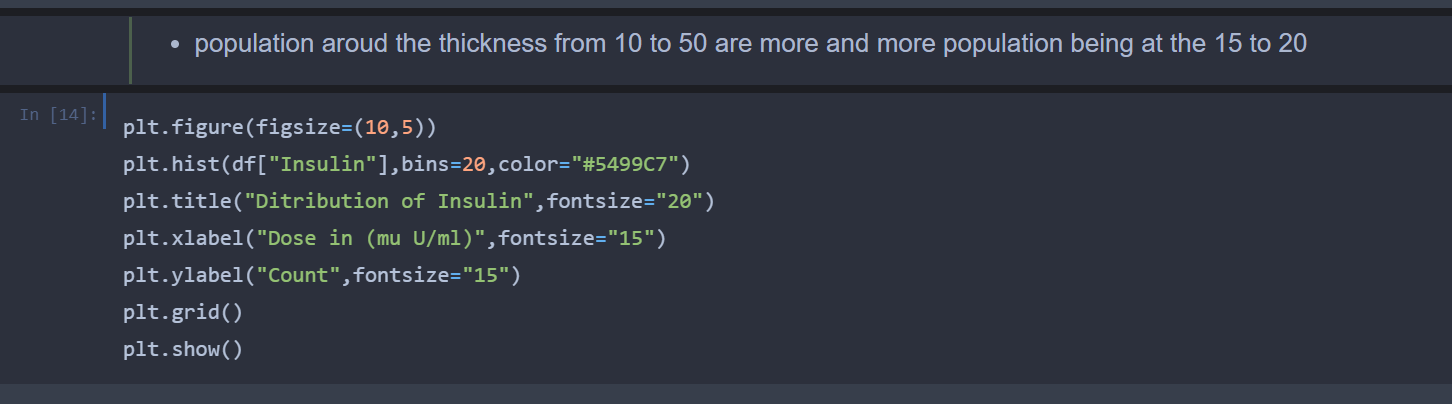 • population aroud the thickness from 10 to 50 are more and more population being at the 15 to 20
In [14]:
plt.figure(figsize=(10,5))
plt.hist(df["Insulin"],bins=20,color="#5499C7")
plt.title("Ditribution of Insulin",fontsize="20")
plt.xlabel("Dose in (mu U/ml)",fontsize="15")
plt.ylabel("Count",fontsize="15")
plt.grid()
plt.show()